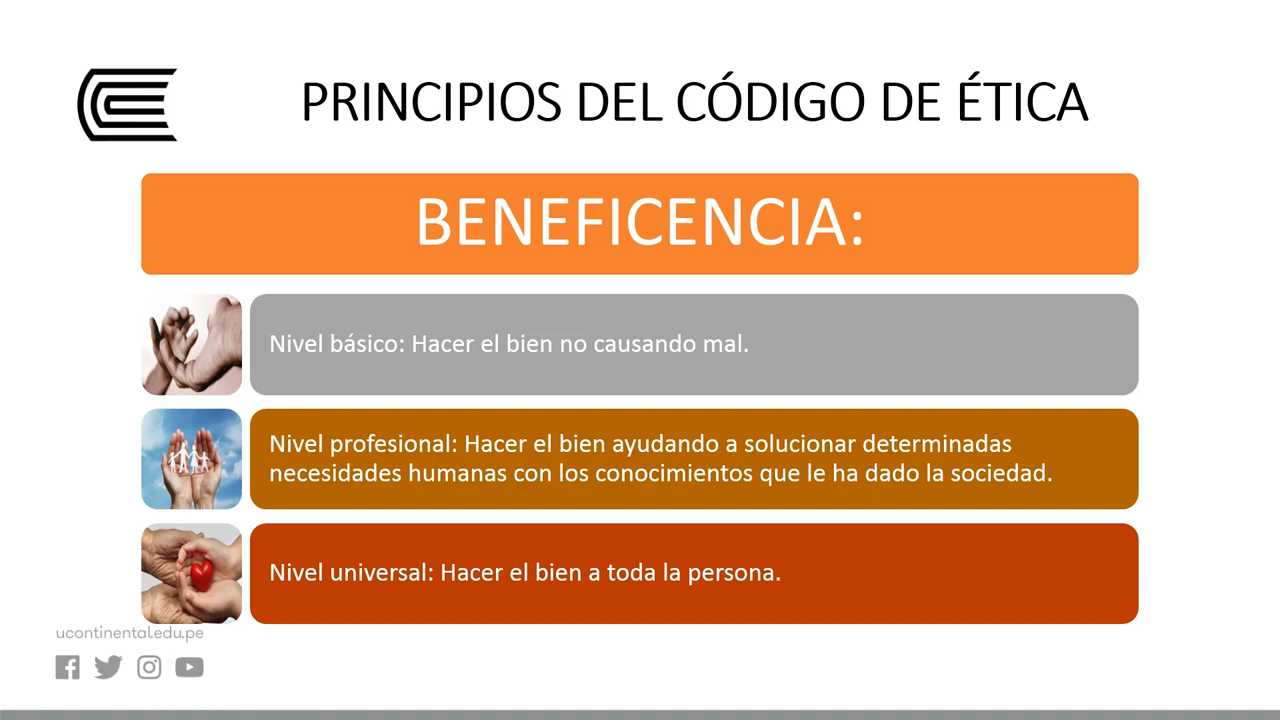 PRINCIPIOS DEL CÓDIGO DE ÉTICA
BENEFICENCIA:
Nivel básico: Hacer el bien no causando mal.
Nivel profesional: Hacer el bien ayudando a solucionar determinadas
necesidades humanas con los conocimientos que le ha dado la sociedad.
Nivel universal: Hacer el bien a toda la persona.
ucontinental.edu.pe